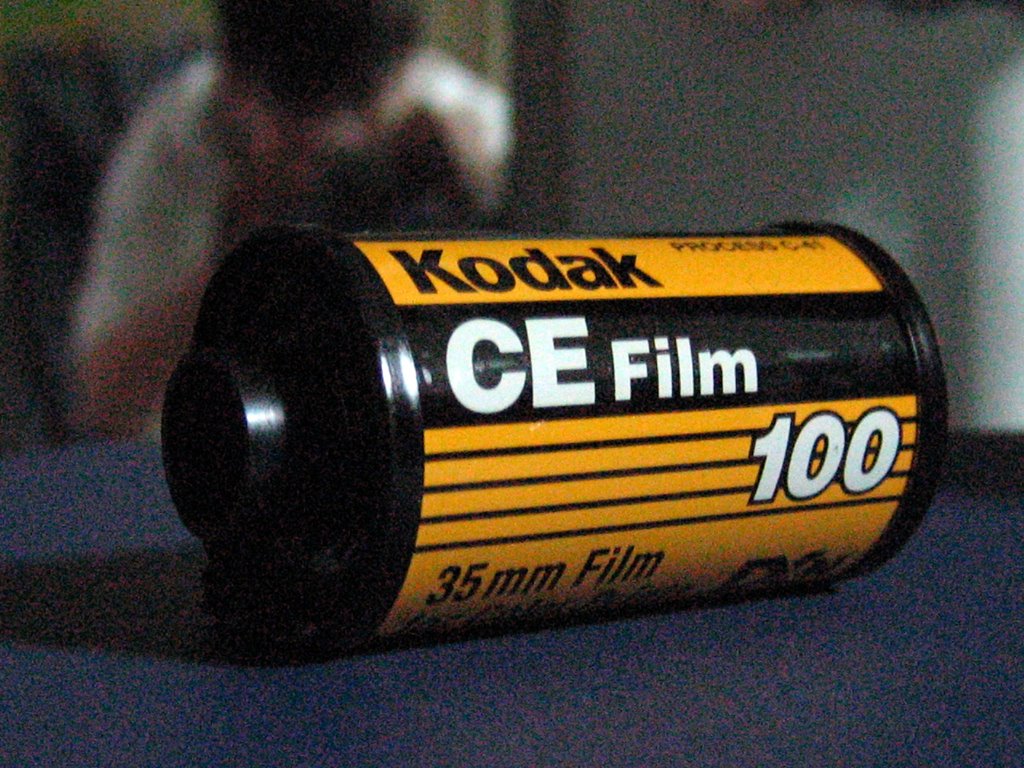 Kodak PROCESS C-41
CE Film
100
35mm Film